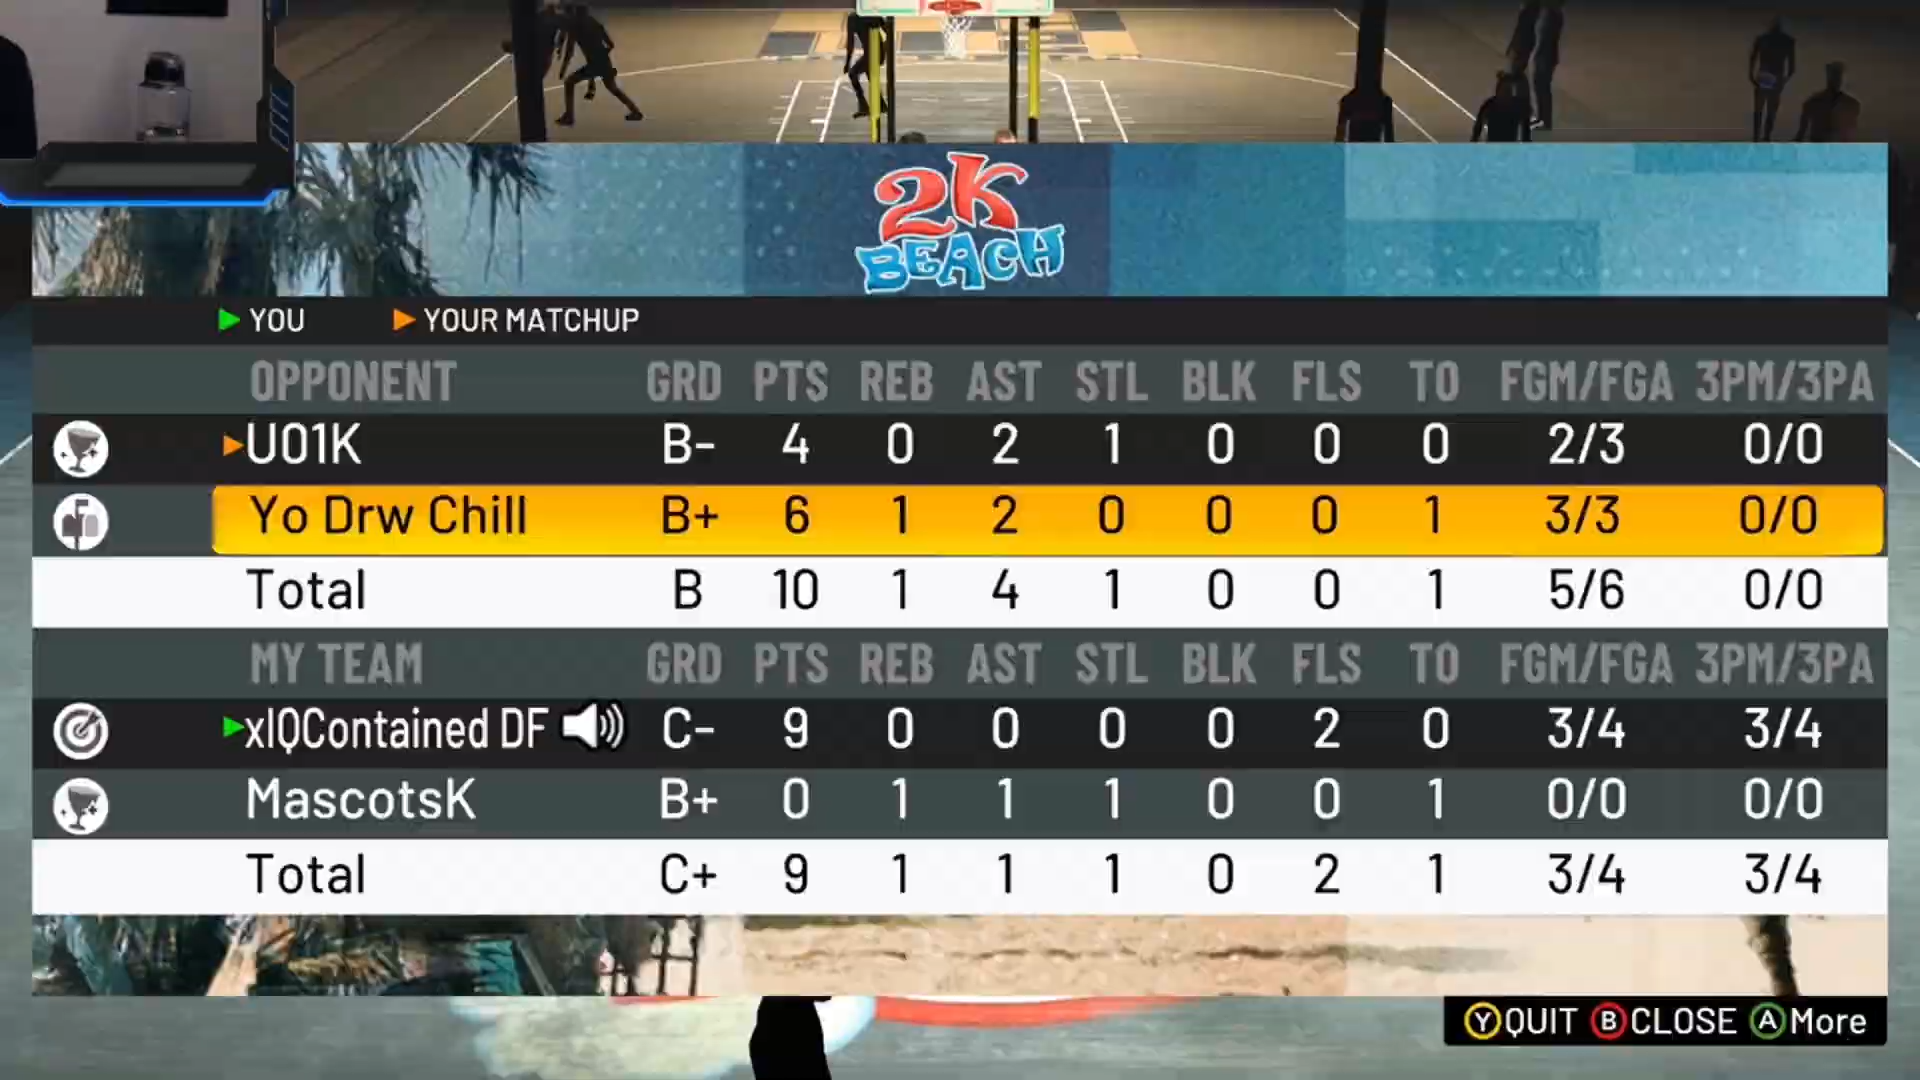 2K
BEACH
YOU YOUR MATCHUP
OPPONENT GRD PTS REB AST STL BLK FLS TO FGM/FGA 3PM/3PA
U01K B- 4 0 2 1 0 0 0 2/3 0/0
Yo Drw Chill B+ 6 1 2 0 0 0 1 3/3 0/0
Total B 10 1 4 1 0 0 1 5/6 0/0
MY TEAM GRD PTS REB AST STL BLK FLS TO FGM/FGA 3PM/3PA
xIQContained DF C- 9 0 0 0 0 2 0 3/4 3/4
MascotsK B+ 0 1 1 1 0 0 1 0/0 0/0
Total C+ 9 1 1 1 0 2 1 3/4 3/4
Y QUIT B CLOSE A More